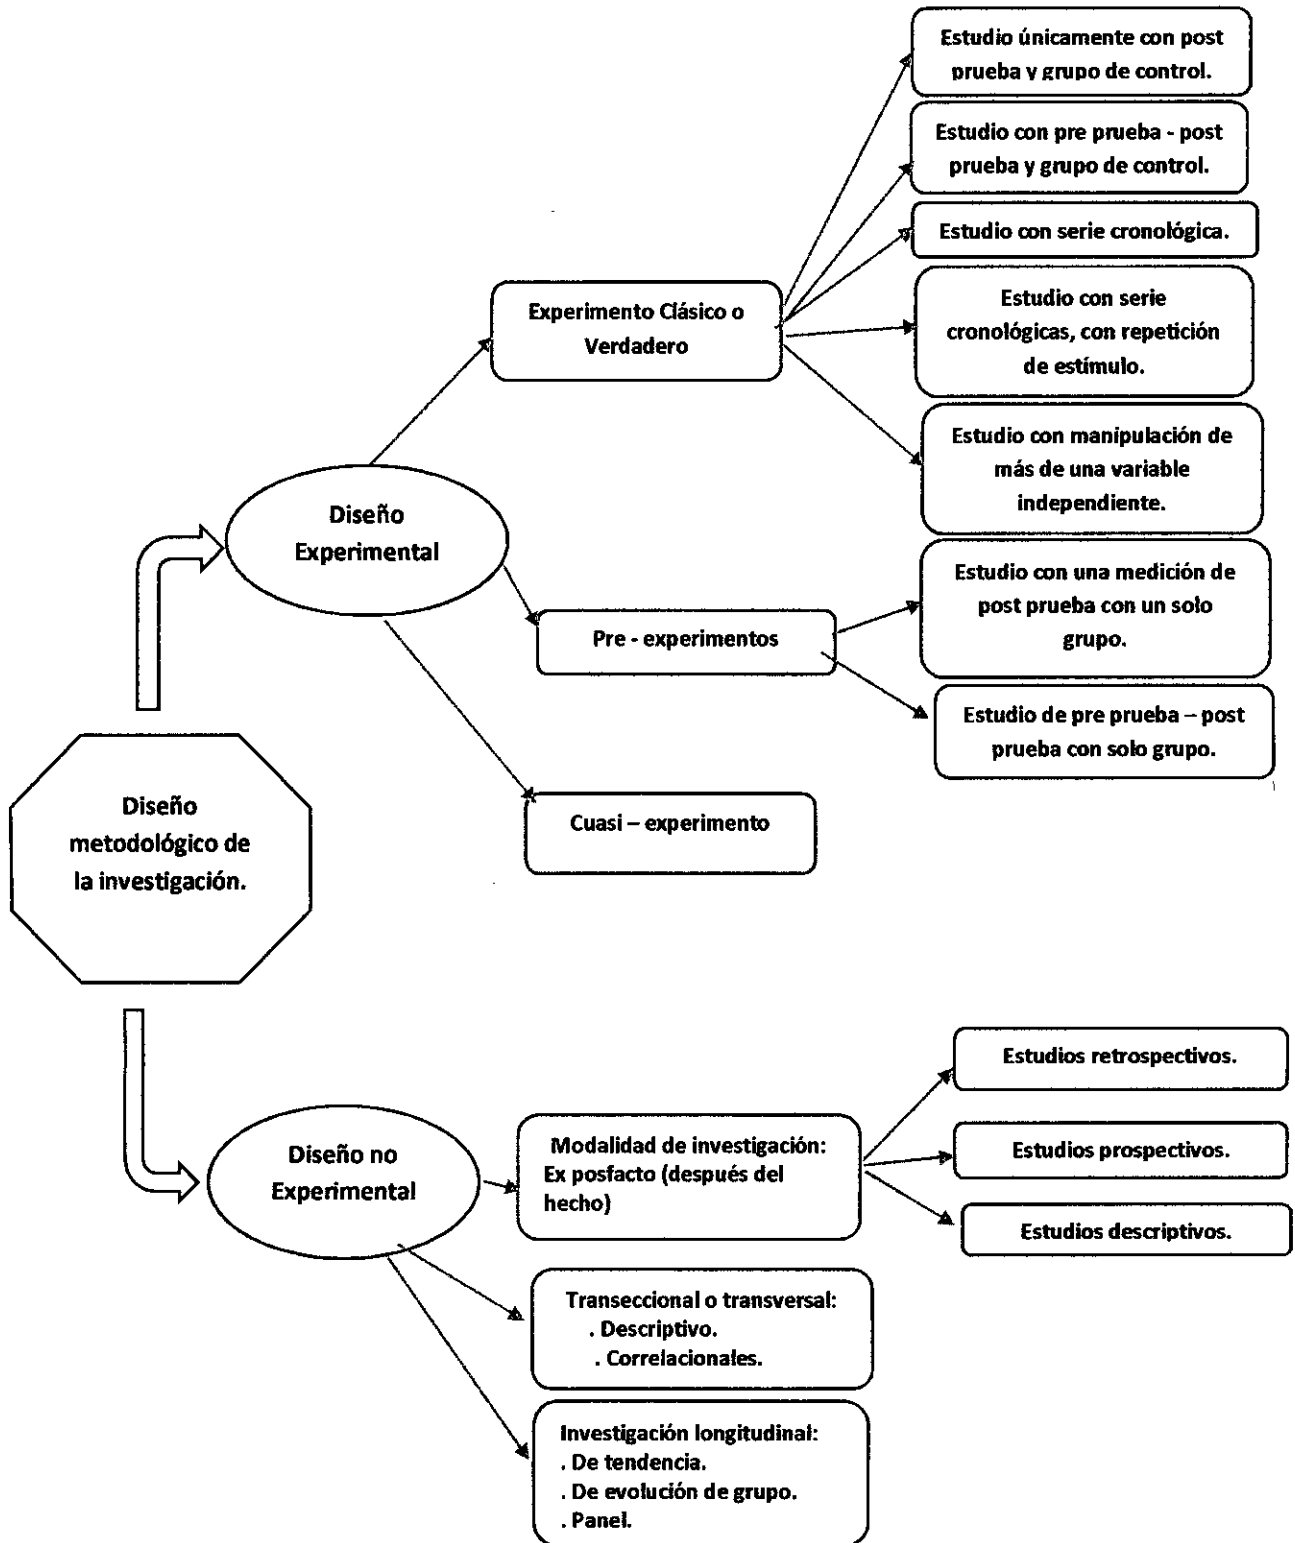 Estudio únicamente con post
prueba y grupo de control.
Estudio con pre prueba - post
prueba y grupo de control.
Estudio con serie cronológica.
Experimento Clásico o
Verdadero
Estudio con serie
cronológicas, con repetición
de estímulo.
Estudio con manipulación de
más de una variable
independiente.
Diseño
Experimental
Estudio con una medición de
post prueba con un solo
grupo.
Pre - experimentos
Estudio de pre prueba – post
prueba con solo grupo.
Cuasi – experimento
Diseño
metodológico de
la investigación.
Diseño no
Experimental
Modalidad de investigación:
Ex posfacto (después del
hecho)
Estudios retrospectivos.
Estudios prospectivos.
Estudios descriptivos.
Transeccional o transversal:
. Descriptivo.
. Correlacionales.
Investigación longitudinal:
. De tendencia.
. De evolución de grupo.
. Panel.